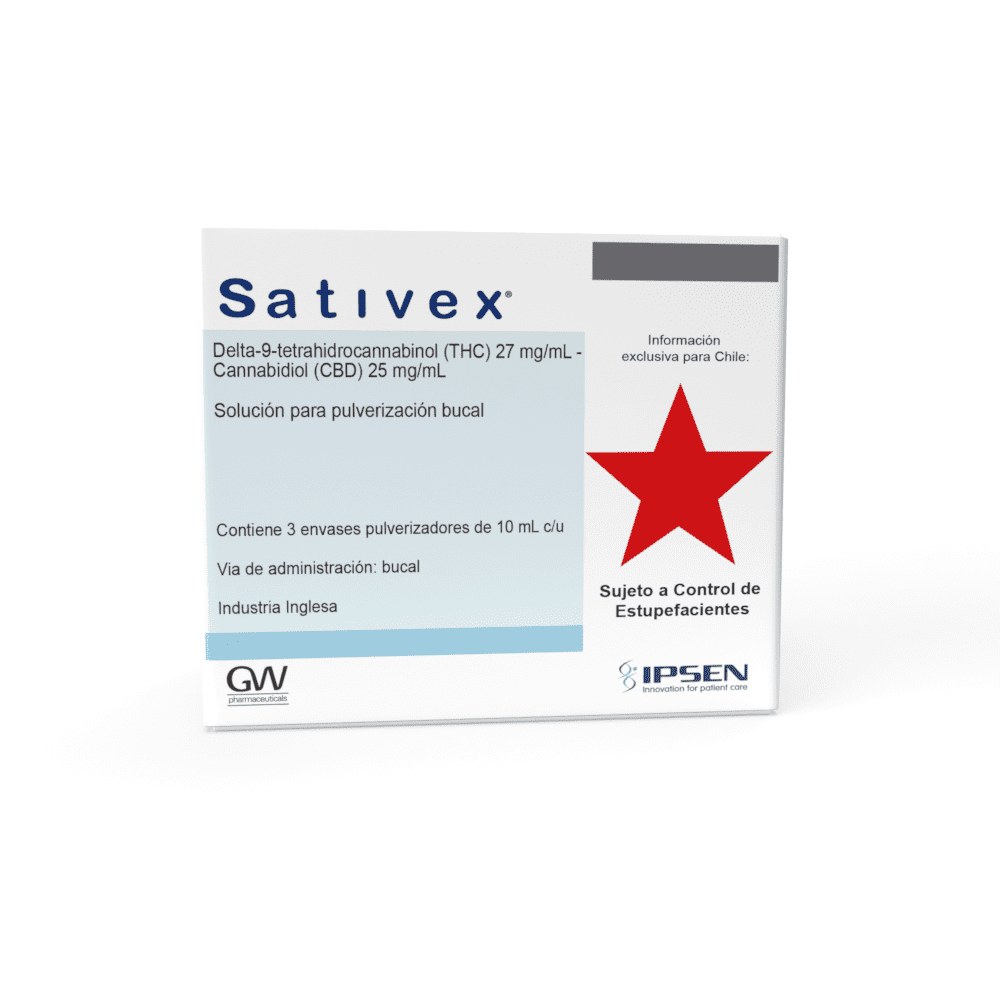 Sativex®
Delta-9-tetrahidrocannabinol (THC) 27 mg/mL -
Cannabidiol (CBD) 25 mg/mL
Solución para pulverización bucal
Contiene 3 envases pulverizadores de 10 mL c/u
Via de administración: bucal
Industria Inglesa
GW
pharmaceuticals
Información
exclusiva para Chile:
Sujeto a Control de
Estupefacientes
IPSEN
Innovation for patient care